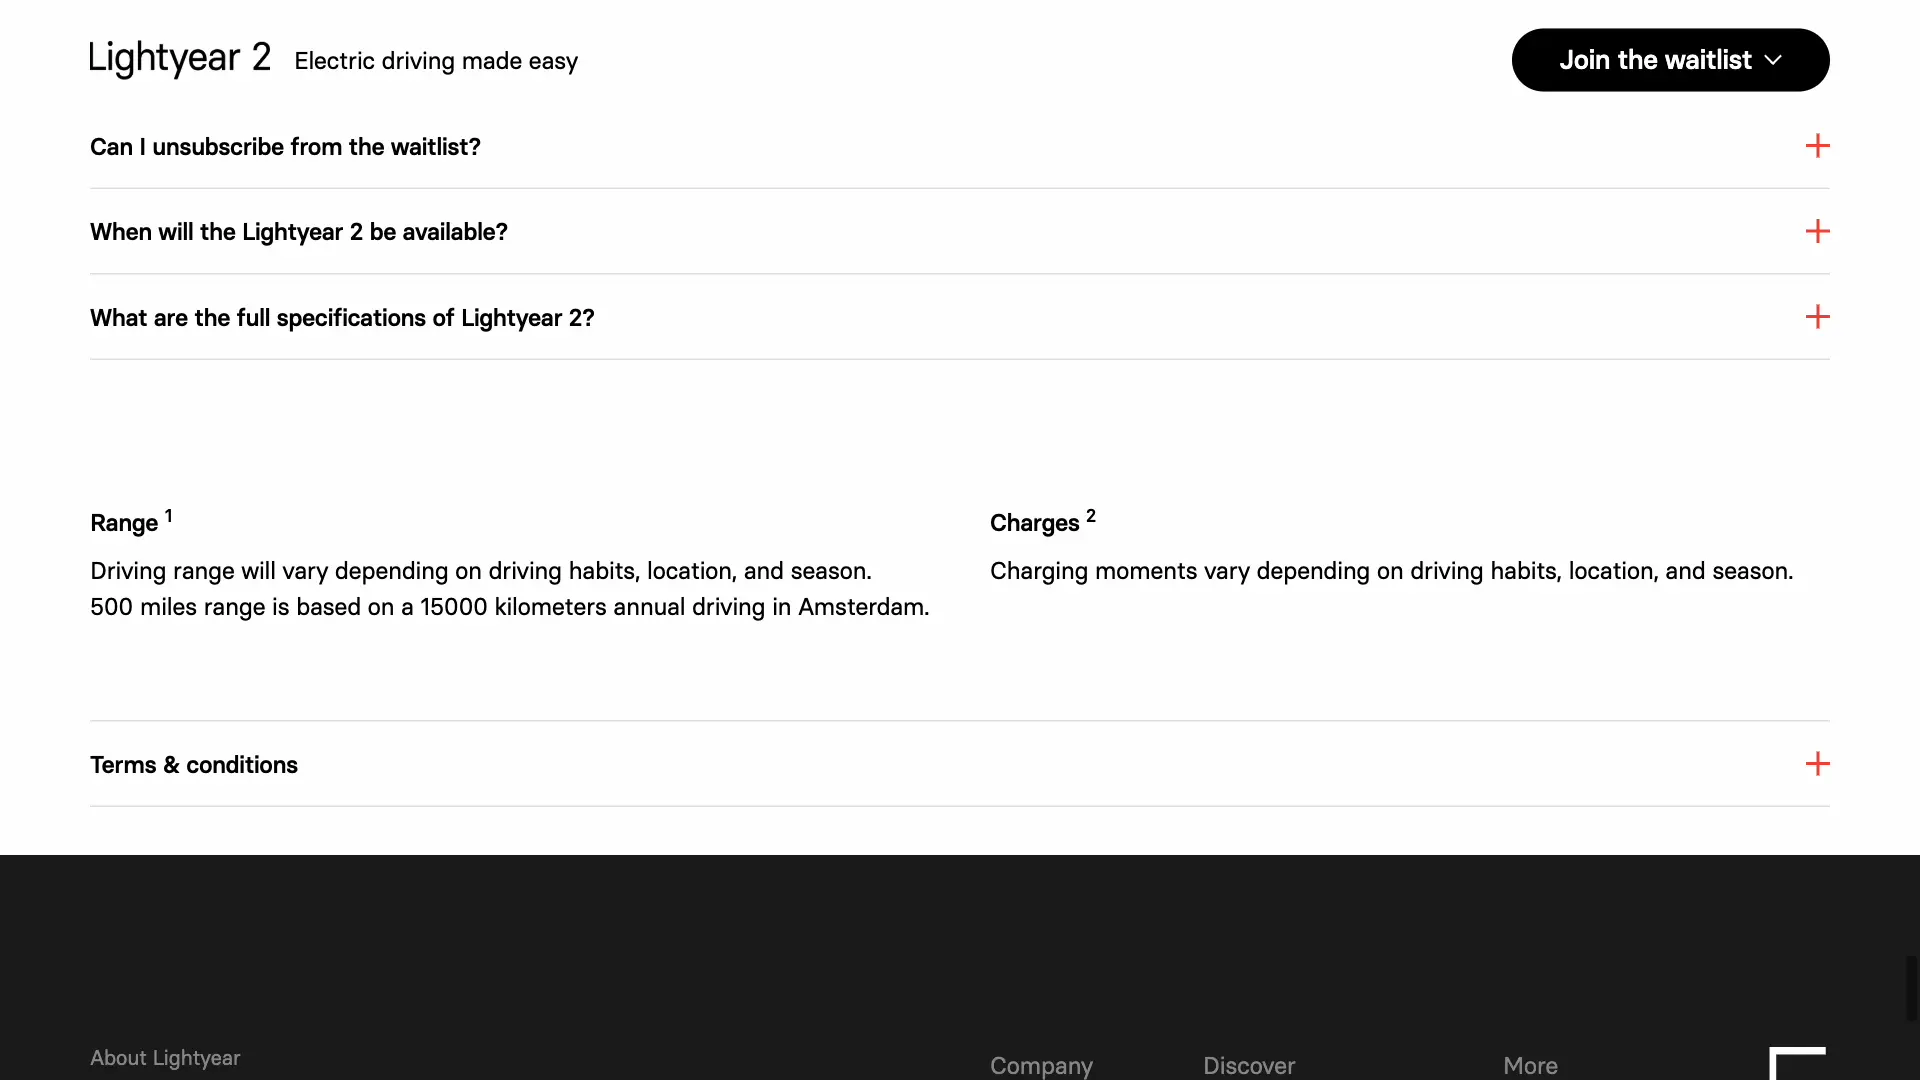 Lightyear 2 Electric driving made easy
Join the waitlist
Can I unsubscribe from the waitlist?
When will the Lightyear 2 be available?
What are the full specifications of Lightyear 2?
Range 1
Driving range will vary depending on driving habits, location, and season.
500 miles range is based on a 15000 kilometers annual driving in Amsterdam.
Charges 2
Charging moments vary depending on driving habits, location, and season.
Terms & conditions
About Lightyear
Company
Discover
More